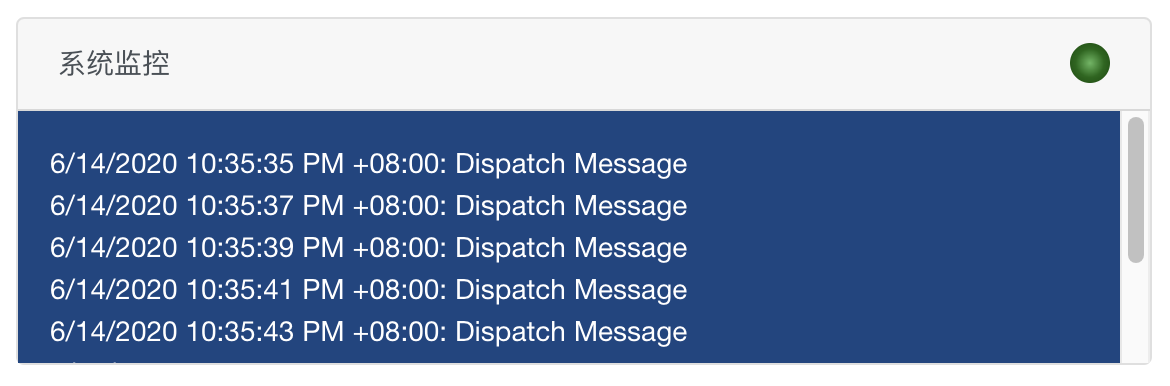 系统监控
6/14/2020 10:35:35 PM +08:00: Dispatch Message
6/14/2020 10:35:37 PM +08:00: Dispatch Message
6/14/2020 10:35:39 PM +08:00: Dispatch Message
6/14/2020 10:35:41 PM +08:00: Dispatch Message
6/14/2020 10:35:43 PM +08:00: Dispatch Message